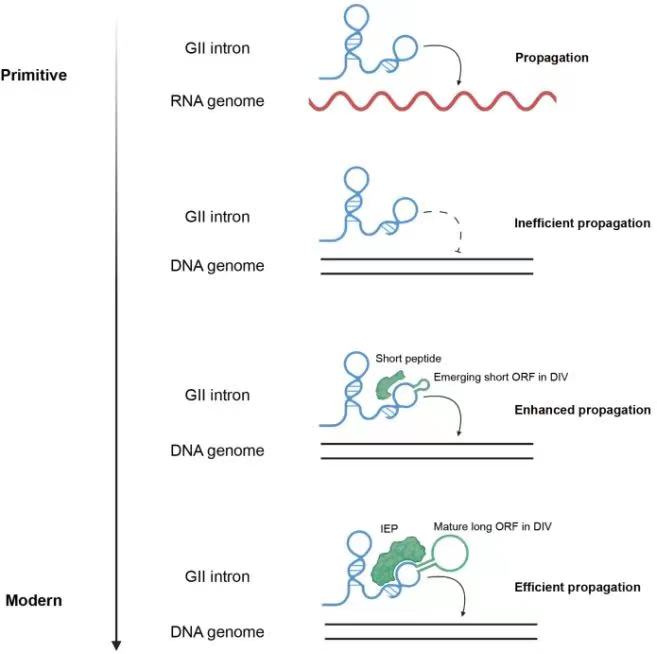 GII intron
Propagation
Primitive
RNA genome
GII intron
Inefficient propagation
DNA genome
Short peptide
Emerging short ORF in DIV
GII intron
Enhanced propagation
DNA genome
IEP
Mature long ORF in DIV
GII intron
Efficient propagation
Modern
DNA genome